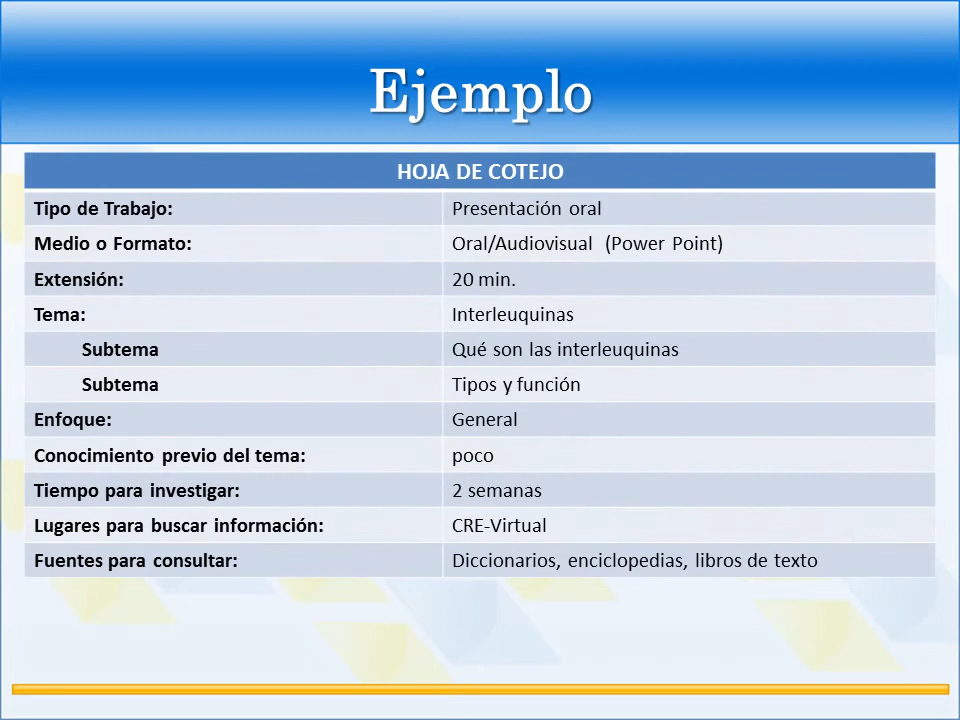 Ejemplo
HOJA DE COTEJO
Tipo de Trabajo: Presentación oral
Medio o Formato: Oral/Audiovisual (Power Point)
Extensión: 20 min.
Tema: Interleuquinas
Subtema Qué son las interleuquinas
Subtema Tipos y función
Enfoque: General
Conocimiento previo del tema: poco
Tiempo para investigar: 2 semanas
Lugares para buscar información: CRE-Virtual
Fuentes para consultar: Diccionarios, enciclopedias, libros de texto